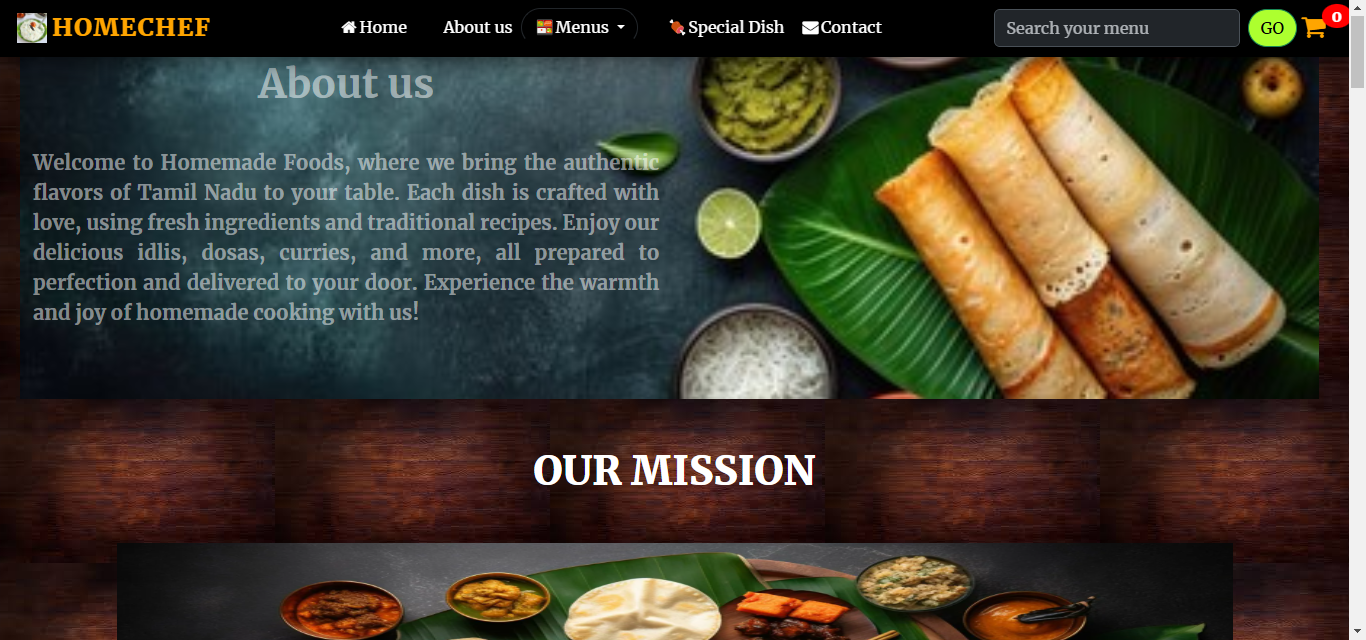 HOMECHEF
Home
About us
Menus
Special Dish
Contact
Search your menu
GO
0
About us
Welcome to Homemade Foods, where we bring the authentic
flavors of Tamil Nadu to your table. Each dish is crafted with
love, using fresh ingredients and traditional recipes. Enjoy our
delicious idlis, dosas, curries, and more, all prepared to
perfection and delivered to your door. Experience the warmth
and joy of homemade cooking with us!
OUR MISSION